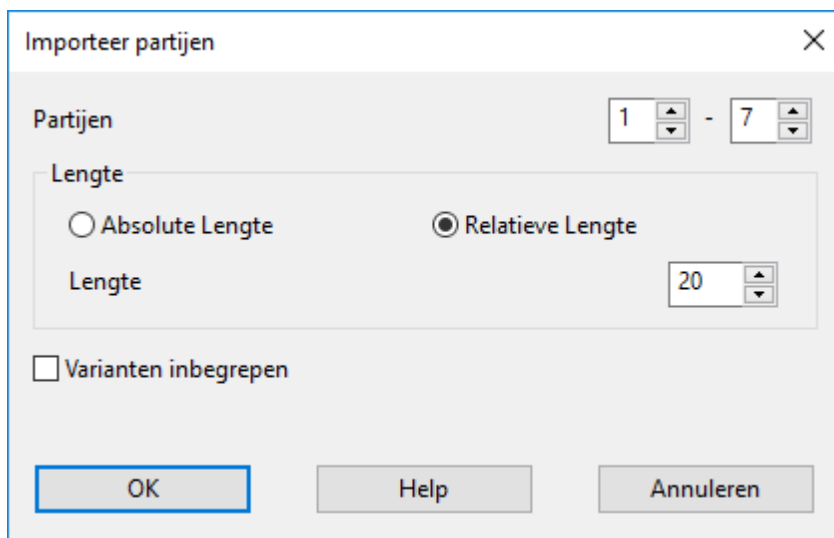 Importeer partijen
Partijen 1 - 7
Lengte
Absolute Lengte Relatieve Lengte
Lengte 20
Varianten inbegrepen
OK Help Annuleren